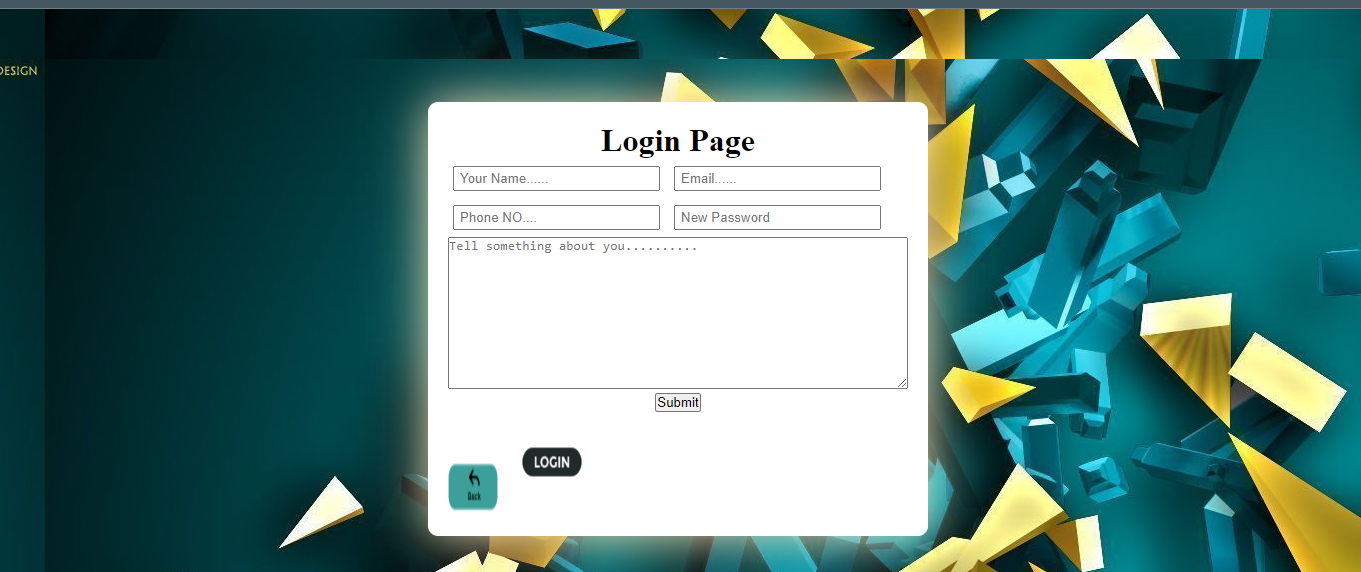 DESIGN
Login Page
Your Name......
Email......
Phone NO....
New Password
Tell something about you..........
Submit
LOGIN
Back